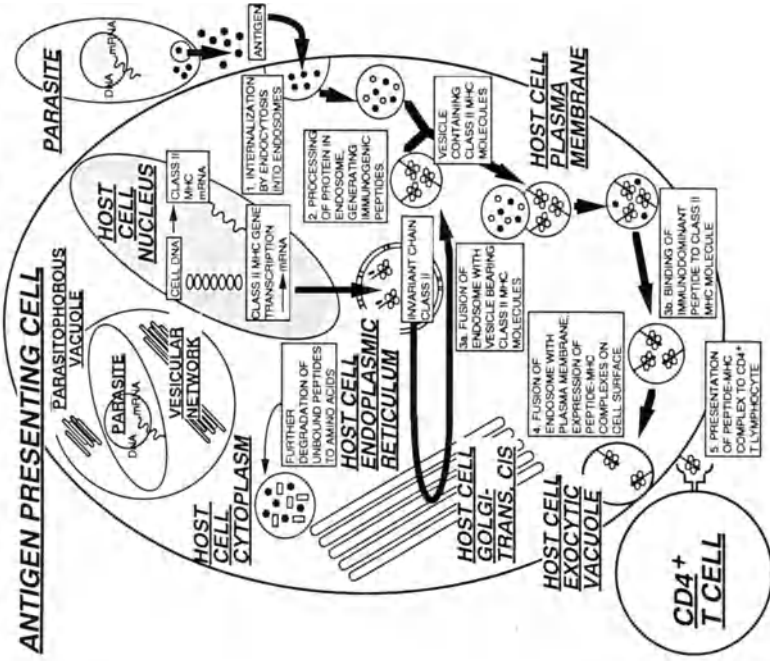 ANTIGEN PRESENTING CELL
PARASITOPHOROUS
VACUOLE
PARASITE
DNA
mRNA
VESICULAR
NETWORK
HOST
CELL
NUCLEUS
CELL DNA
CLASS II
MHC
mRNA
CLASS II MHC GENE
TRANSCRIPTION
mRNA
PARASITE
DNA
mRNA
ANTIGEN
1. INTERNALIZATION
BY ENDOCYTOSIS
INTO ENDOSOMES
2. PROCESSING
OF PROTEIN IN
ENDOSOME,
GENERATING
IMMUNOGENIC
PEPTIDES.
VESICLE
CONTAINING
CLASS II MHC
MOLECULES
HOST CELL
PLASMA
MEMBRANE
HOST
CELL
CYTOPLASM
FURTHER
DEGRADATION OF
UNBOUND PEPTIDES
TO AMINO ACIDS
HOST CELL
ENDOPLASMIC
RETICULUM
INVARIANT CHAIN
CLASS II
HOST CELL
GOLGI-
TRANS, CIS
3a. FUSION OF
ENDOSOME WITH
VESICLE BEARING
CLASS II MHC
MOLECULES
3b. BINDING OF
IMMUNODOMINANT
PEPTIDE TO CLASS II
MHC MOLECULE
4. FUSION OF
ENDOSOME WITH
PLASMA MEMBRANE,
EXPRESSION OF
PEPTIDE-MHC
COMPLEXES ON
CELL SURFACE.
HOST CELL
EXOCYTIC
VACUOLE
5. PRESENTATION
OF PEPTIDE-MHC
COMPLEX TO CD4+
T LYMPHOCYTE
CD4+
T CELL